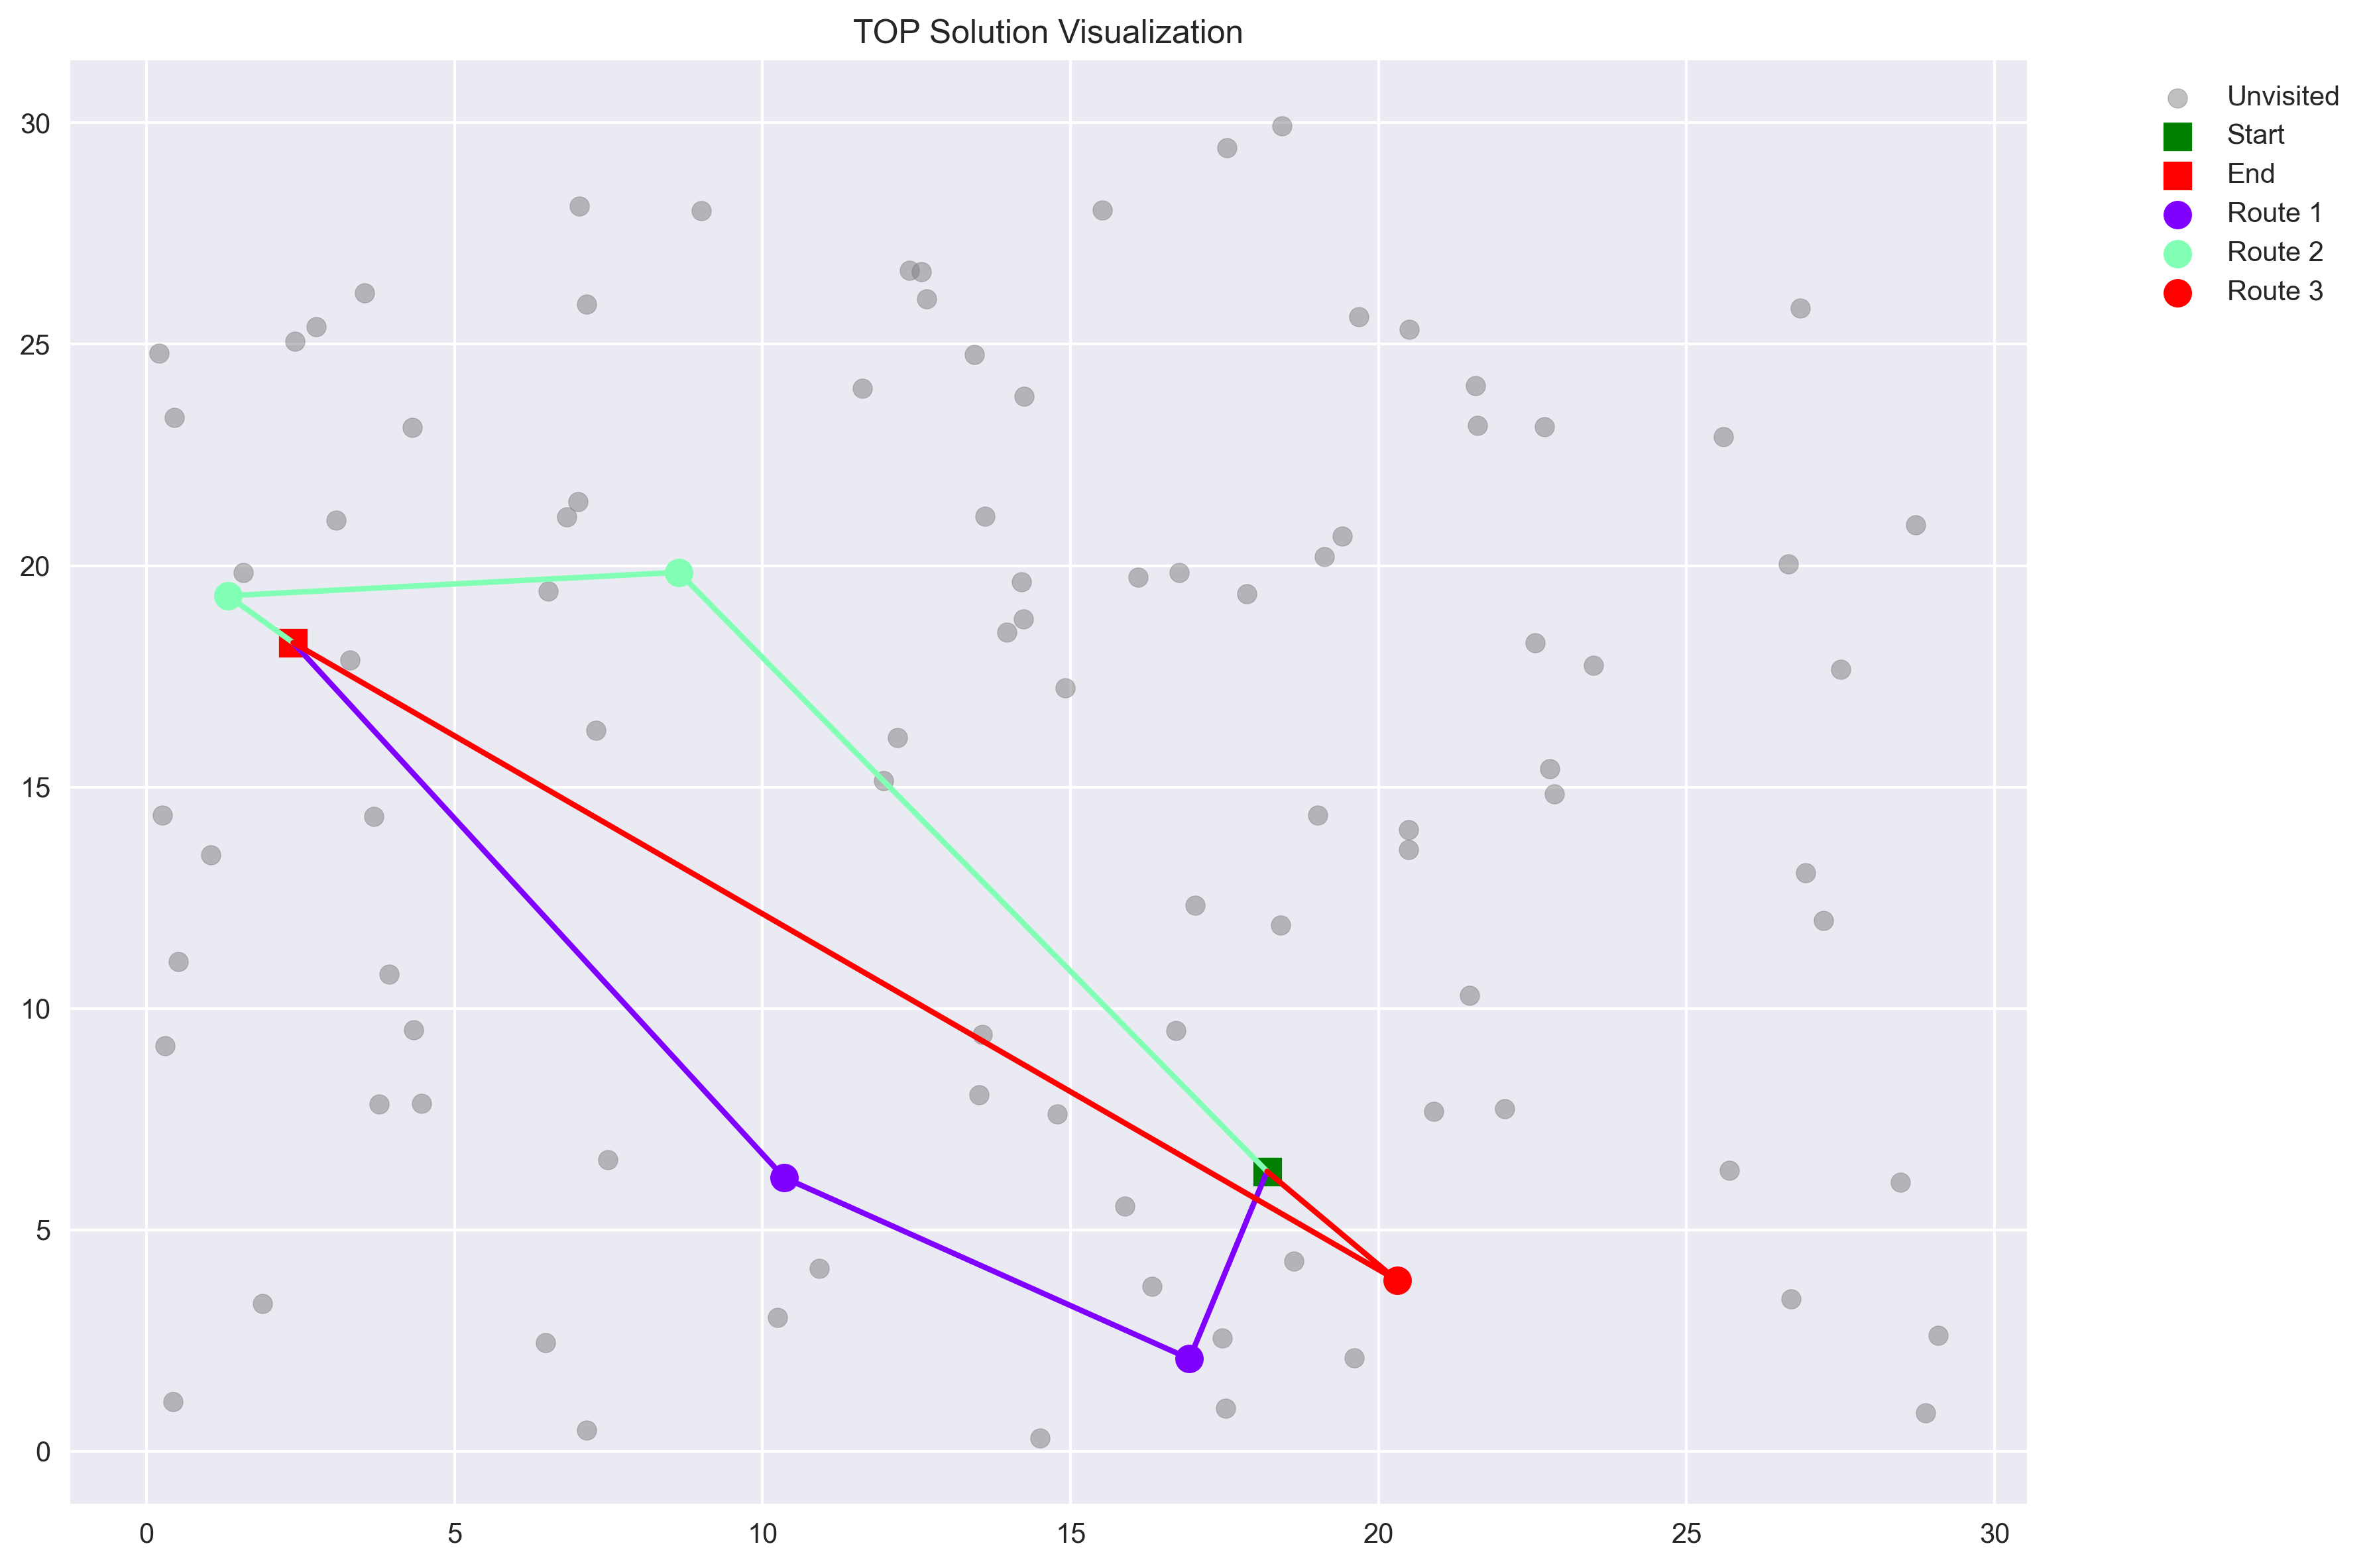 TOP Solution Visualization
Unvisited
Start
End
Route 1
Route 2
Route 3
30
25
20
15
10
5
0
0 5 10 15 20 25 30